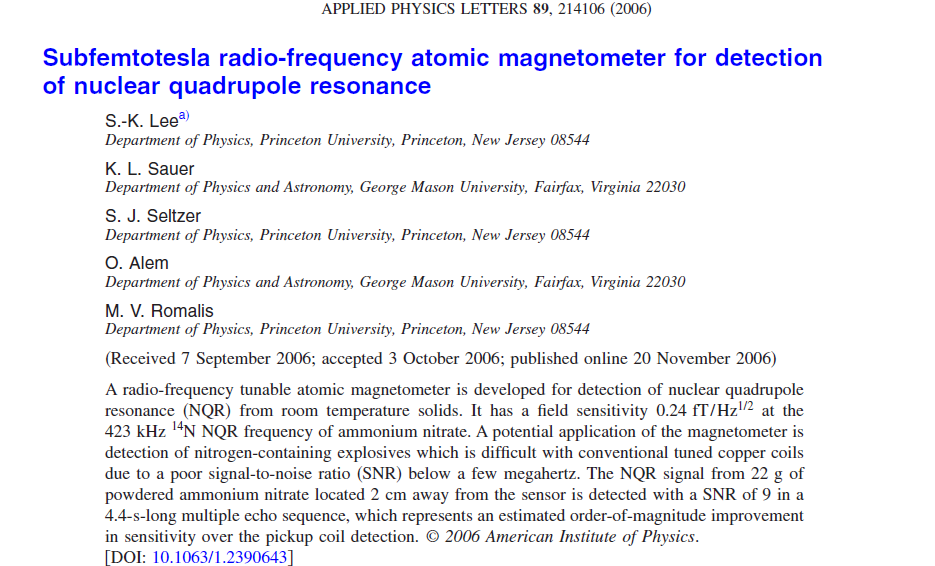 APPLIED PHYSICS LETTERS 89, 214106 (2006)
Subfemtotesla radio-frequency atomic magnetometer for detection
of nuclear quadrupole resonance
S.-K. Leea)
Department of Physics, Princeton University, Princeton, New Jersey 08544
K. L. Sauer
Department of Physics and Astronomy, George Mason University, Fairfax, Virginia 22030
S. J. Seltzer
Department of Physics, Princeton University, Princeton, New Jersey 08544
O. Alem
Department of Physics and Astronomy, George Mason University, Fairfax, Virginia 22030
M. V. Romalis
Department of Physics, Princeton University, Princeton, New Jersey 08544
(Received 7 September 2006; accepted 3 October 2006; published online 20 November 2006)
A radio-frequency tunable atomic magnetometer is developed for detection of nuclear quadrupole
resonance (NQR) from room temperature solids. It has a field sensitivity 0.24 fT/Hz1/2 at the
423 kHz 14N NQR frequency of ammonium nitrate. A potential application of the magnetometer is
detection of nitrogen-containing explosives which is difficult with conventional tuned copper coils
due to a poor signal-to-noise ratio (SNR) below a few megahertz. The NQR signal from 22 g of
powdered ammonium nitrate located 2 cm away from the sensor is detected with a SNR of 9 in a
4.4-s-long multiple echo sequence, which represents an estimated order-of-magnitude improvement
in sensitivity over the pickup coil detection. © 2006 American Institute of Physics.
[DOI: 10.1063/1.2390643]